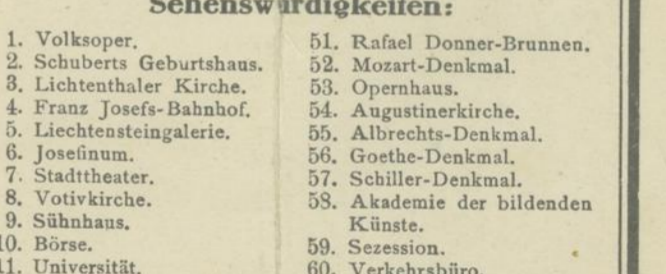 Sehenswürdigkeiten:
1. Volksoper.
2. Schuberts Geburtshaus.
3. Lichtenthaler Kirche.
4. Franz Josefs-Bahnhof.
5. Liechtensteingalerie.
6. Josefinum.
7. Stadttheater.
8. Votivkirche.
9. Sühnhaus.
10. Börse.
11. Universität.
51. Rafael Donner-Brunnen.
52. Mozart-Denkmal.
53. Opernhaus.
54. Augustinerkirche.
55. Albrechts-Denkmal.
56. Goethe-Denkmal.
57. Schiller-Denkmal.
58. Akademie der bildenden
Künste.
59. Sezession.
60. Verkehrsbüro.